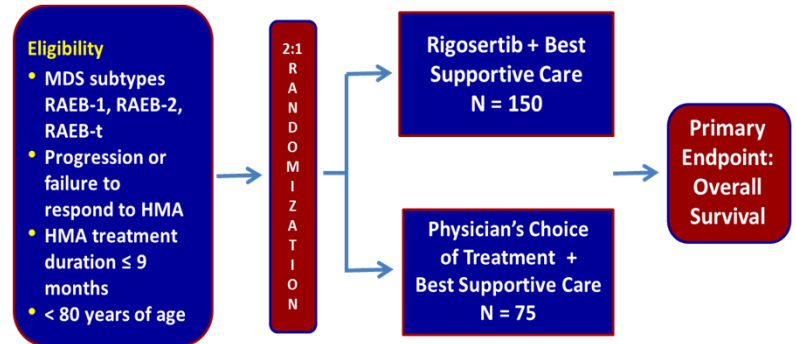 Eligibility
• MDS subtypes
RAEB-1, RAEB-2,
RAEB-t
• Progression or
failure to
respond to HMA
• HMA treatment
duration ≤ 9
months
• < 80 years of age
2:1
R
A
N
D
O
M
I
Z
A
T
I
O
N
Rigosertib + Best
Supportive Care
N = 150
Physician’s Choice
of Treatment +
Best Supportive Care
N = 75
Primary
Endpoint:
Overall
Survival